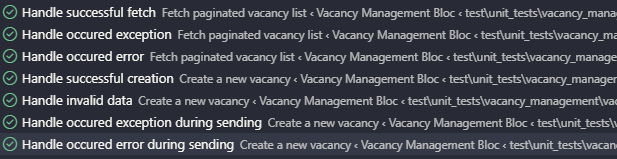 Handle successful fetch Fetch paginated vacancy list ‹ Vacancy Management Bloc ‹ test\unit_tests\vacancy_mana
Handle occured exception Fetch paginated vacancy list ‹ Vacancy Management Bloc ‹ test\unit_tests\vacancy_m
Handle occured error Fetch paginated vacancy list ‹ Vacancy Management Bloc ‹ test\unit_tests\vacancy_manage
Handle successful creation Create a new vacancy ‹ Vacancy Management Bloc ‹ test\unit_tests\vacancy_manager
Handle invalid data Create a new vacancy ‹ Vacancy Management Bloc ‹ test\unit_tests\vacancy_management\vac
Handle occured exception during sending Create a new vacancy ‹ Vacancy Management Bloc ‹ test\unit_tests
Handle occured error during sending Create a new vacancy ‹ Vacancy Management Bloc ‹ test\unit_tests\vacan